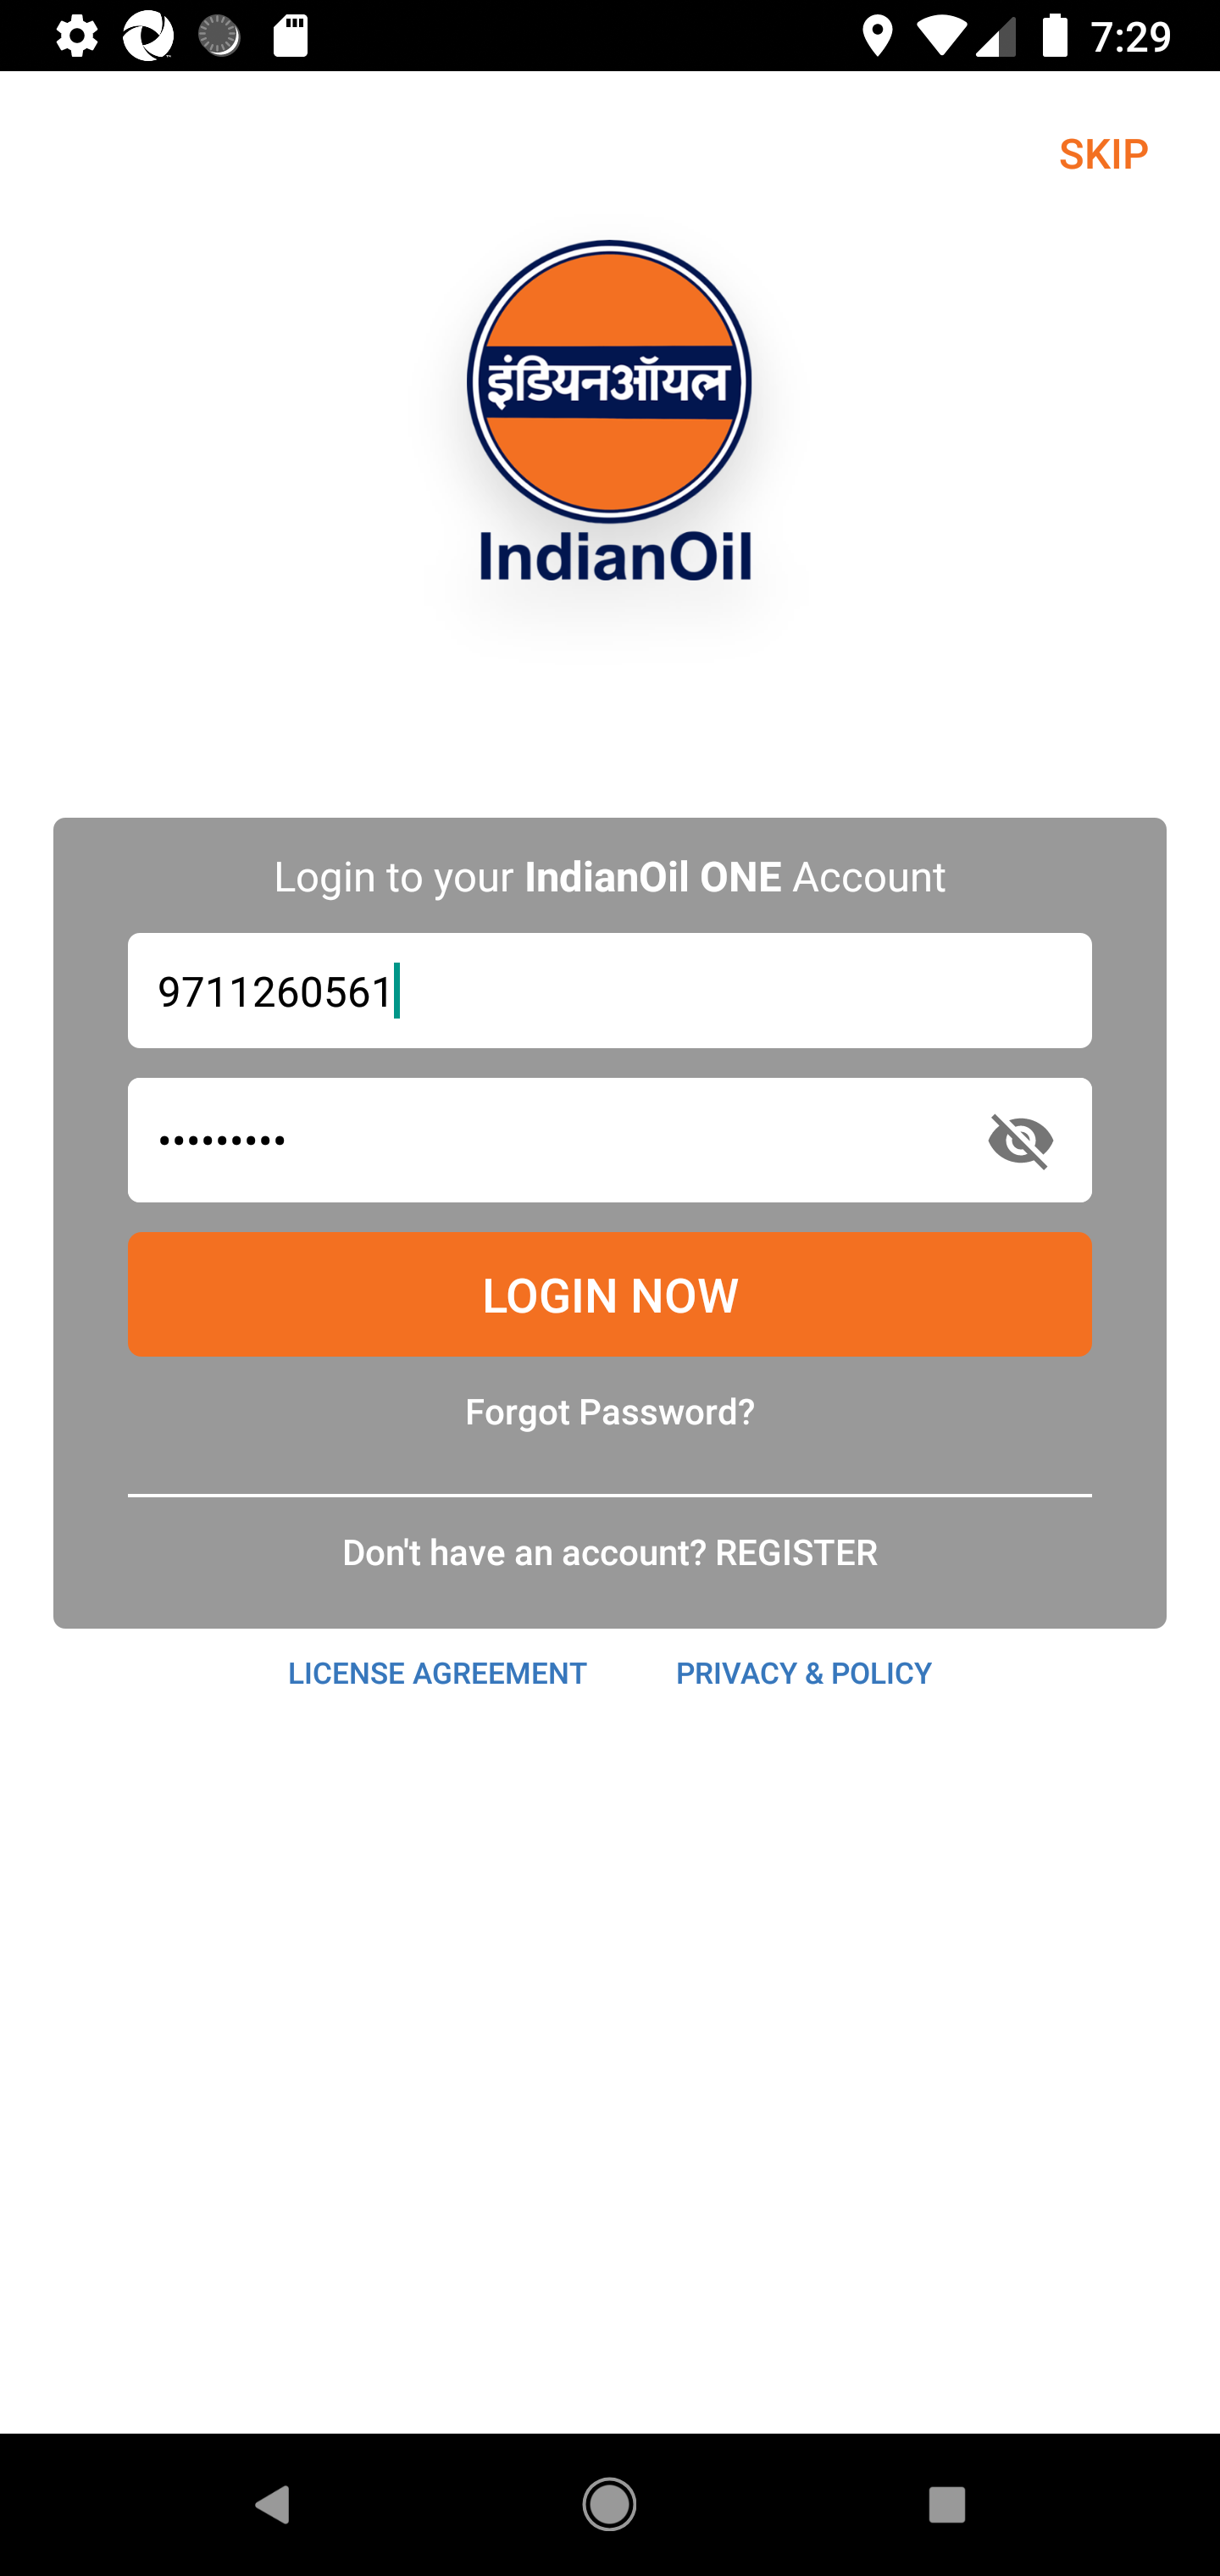 7:29
SKIP
इंडियनऑयल
IndianOil
Login to your IndianOil ONE Account
9711260561
•••••••••
LOGIN NOW
Forgot Password?
Don't have an account? REGISTER
LICENSE AGREEMENT PRIVACY & POLICY